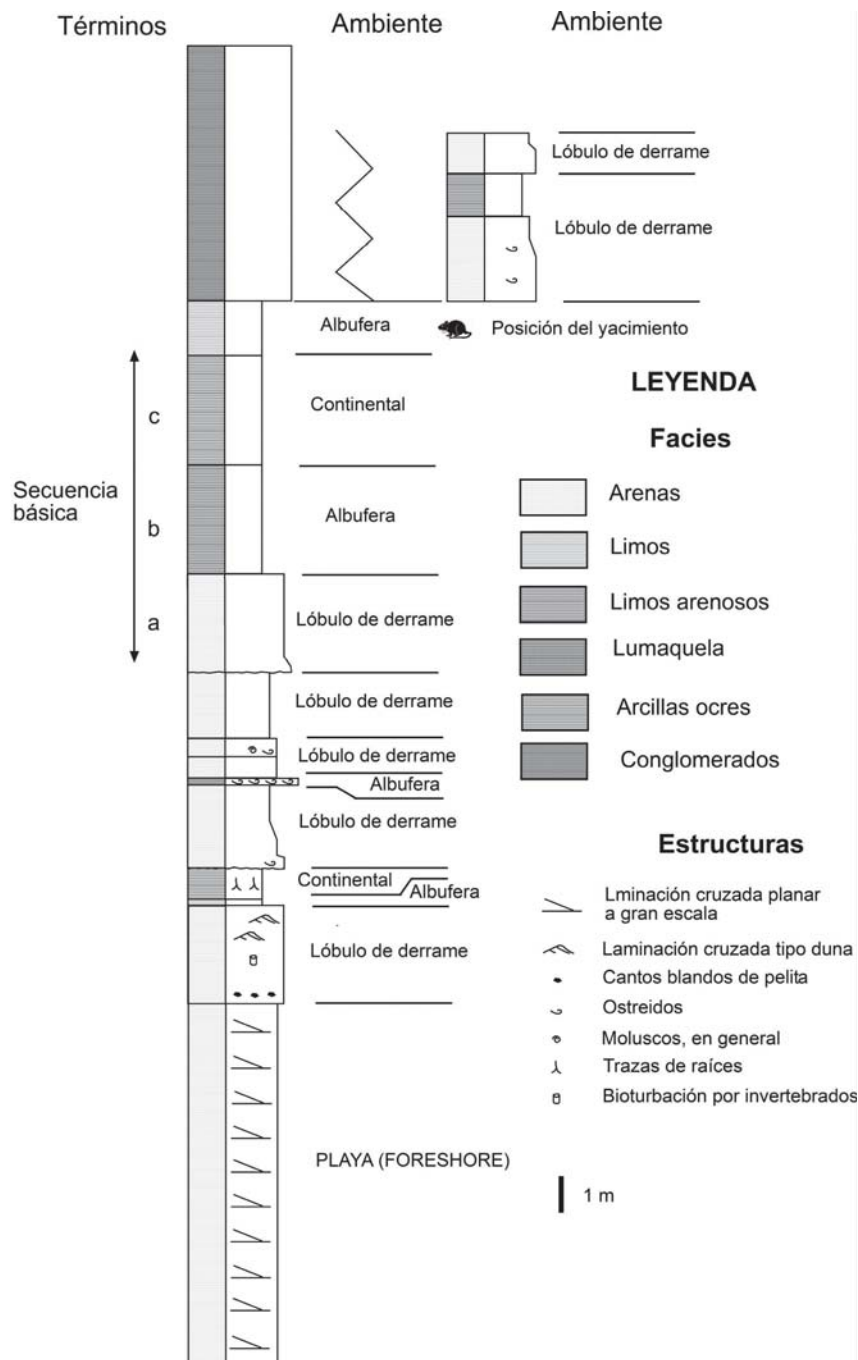 Términos Ambiente Ambiente
Lóbulo de derrame
Lóbulo de derrame
Albufera
Posición del yacimiento
c
Continental
Secuencia
básica
b
Albufera
a
Lóbulo de derrame
Lóbulo de derrame
Lóbulo de derrame
Albufera
Lóbulo de derrame
Continental
Albufera
Lóbulo de derrame
PLAYA (FORESHORE)
LEYENDA
Facies
Arenas
Limos
Limos arenosos
Lumaquela
Arcillas ocres
Conglomerados
Estructuras
Lminación cruzada planar
a gran escala
Laminación cruzada tipo duna
Cantos blandos de pelita
Ostreidos
Moluscos, en general
Trazas de raíces
Bioturbación por invertebrados
1 m